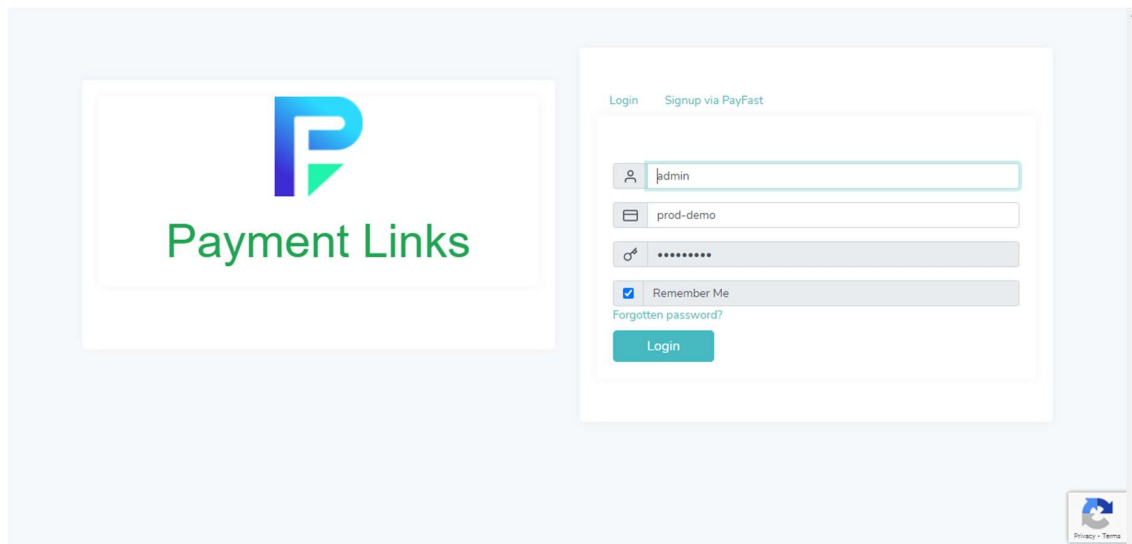 Payment Links
Login Signup via PayFast
admin
prod-demo
•••••••••
Remember Me
Forgotten password?
Login
Privacy - Terms